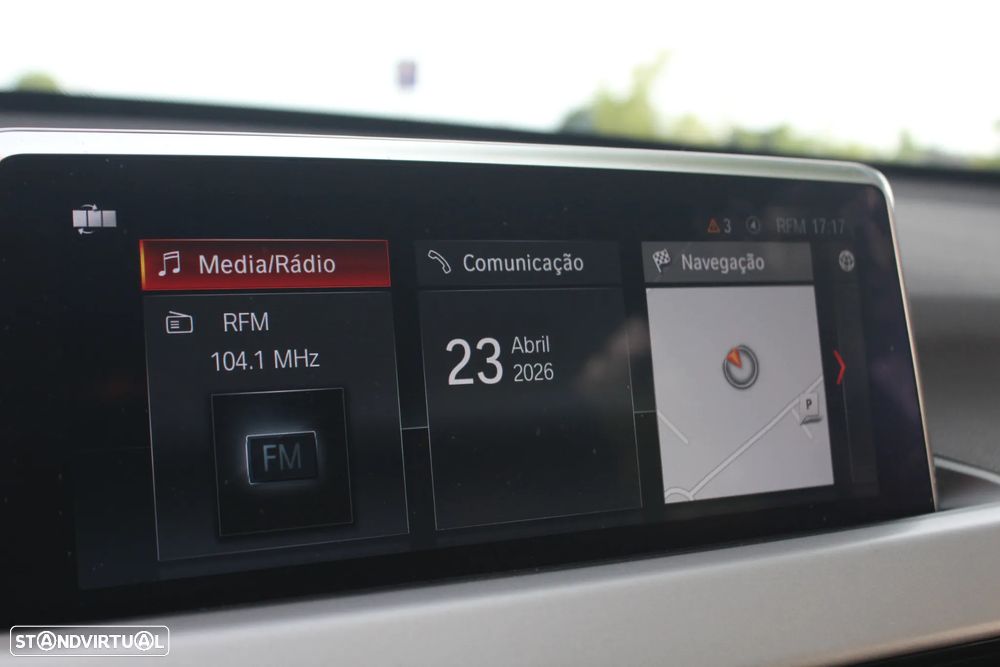 3 RFM 17:17
Media/Rádio
RFM
104.1 MHz
FM
Comunicação
23 Abril
2026
Navegação
P
STANDVIRTUAL